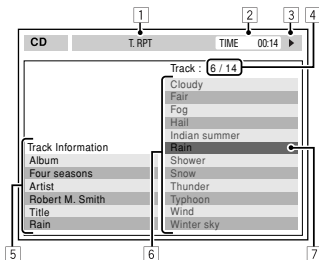 1 2 3 4
CD T. RPT TIME 00:14
Track : 6 / 14
Cloudy
Fair
Fog
Hail
Indian summer
Track Information Rain
Album Shower
Four seasons Snow
Artist Thunder
Robert M. Smith Typhoon
Title Wind
Rain Winter sky
5 6 7